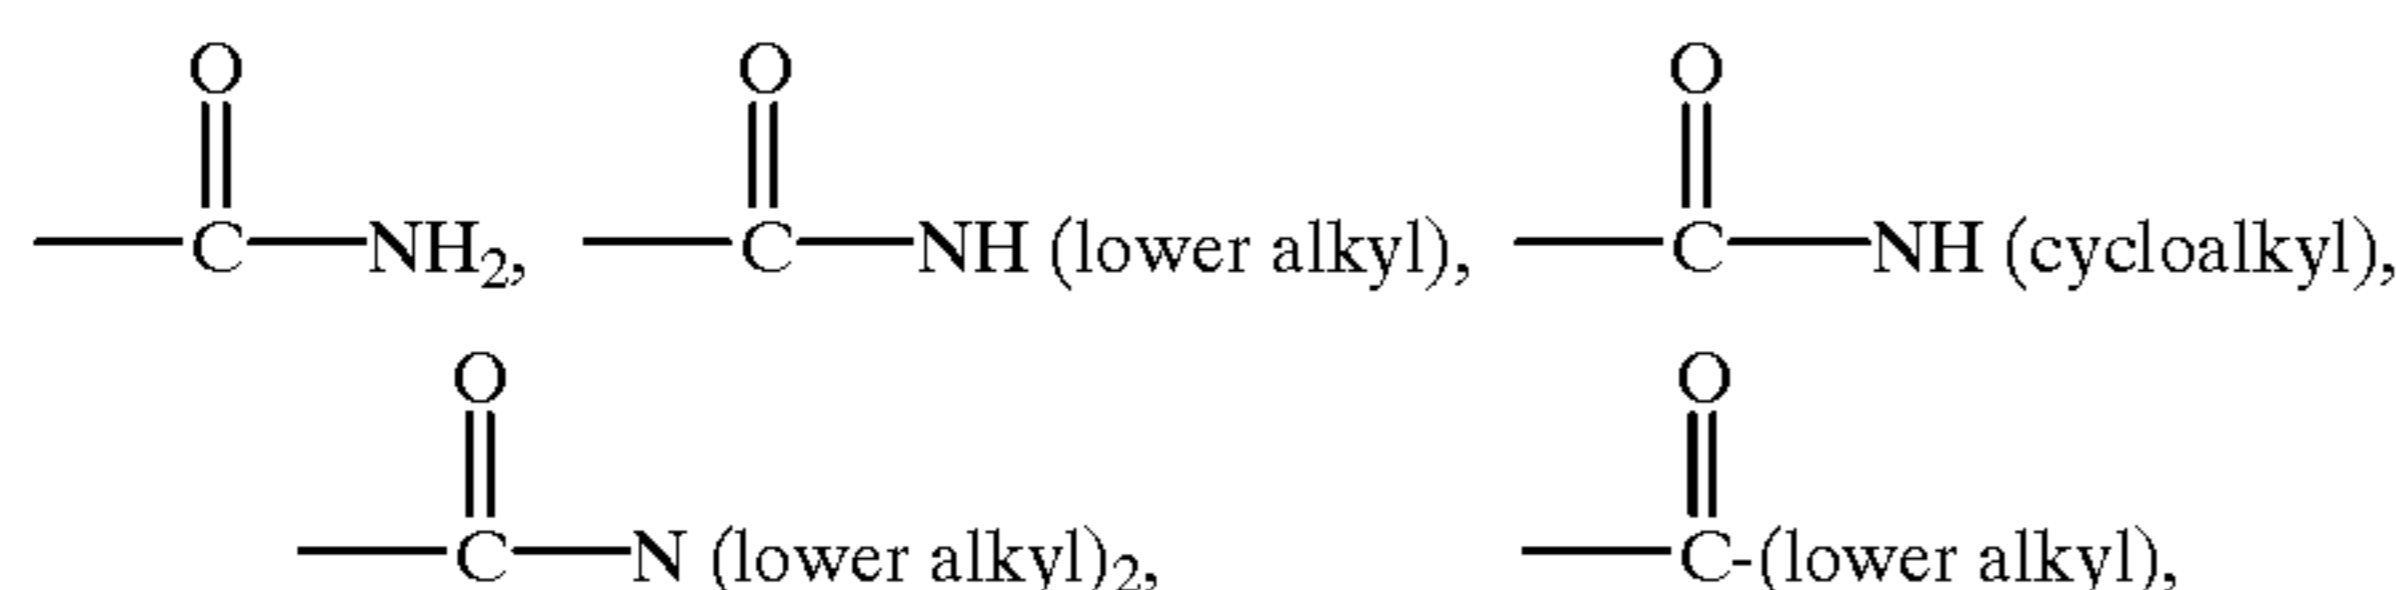 O O O
C NH2, C NH (lower alkyl), C NH (cycloalkyl),
O O
C N (lower alkyl)2, C-(lower alkyl),